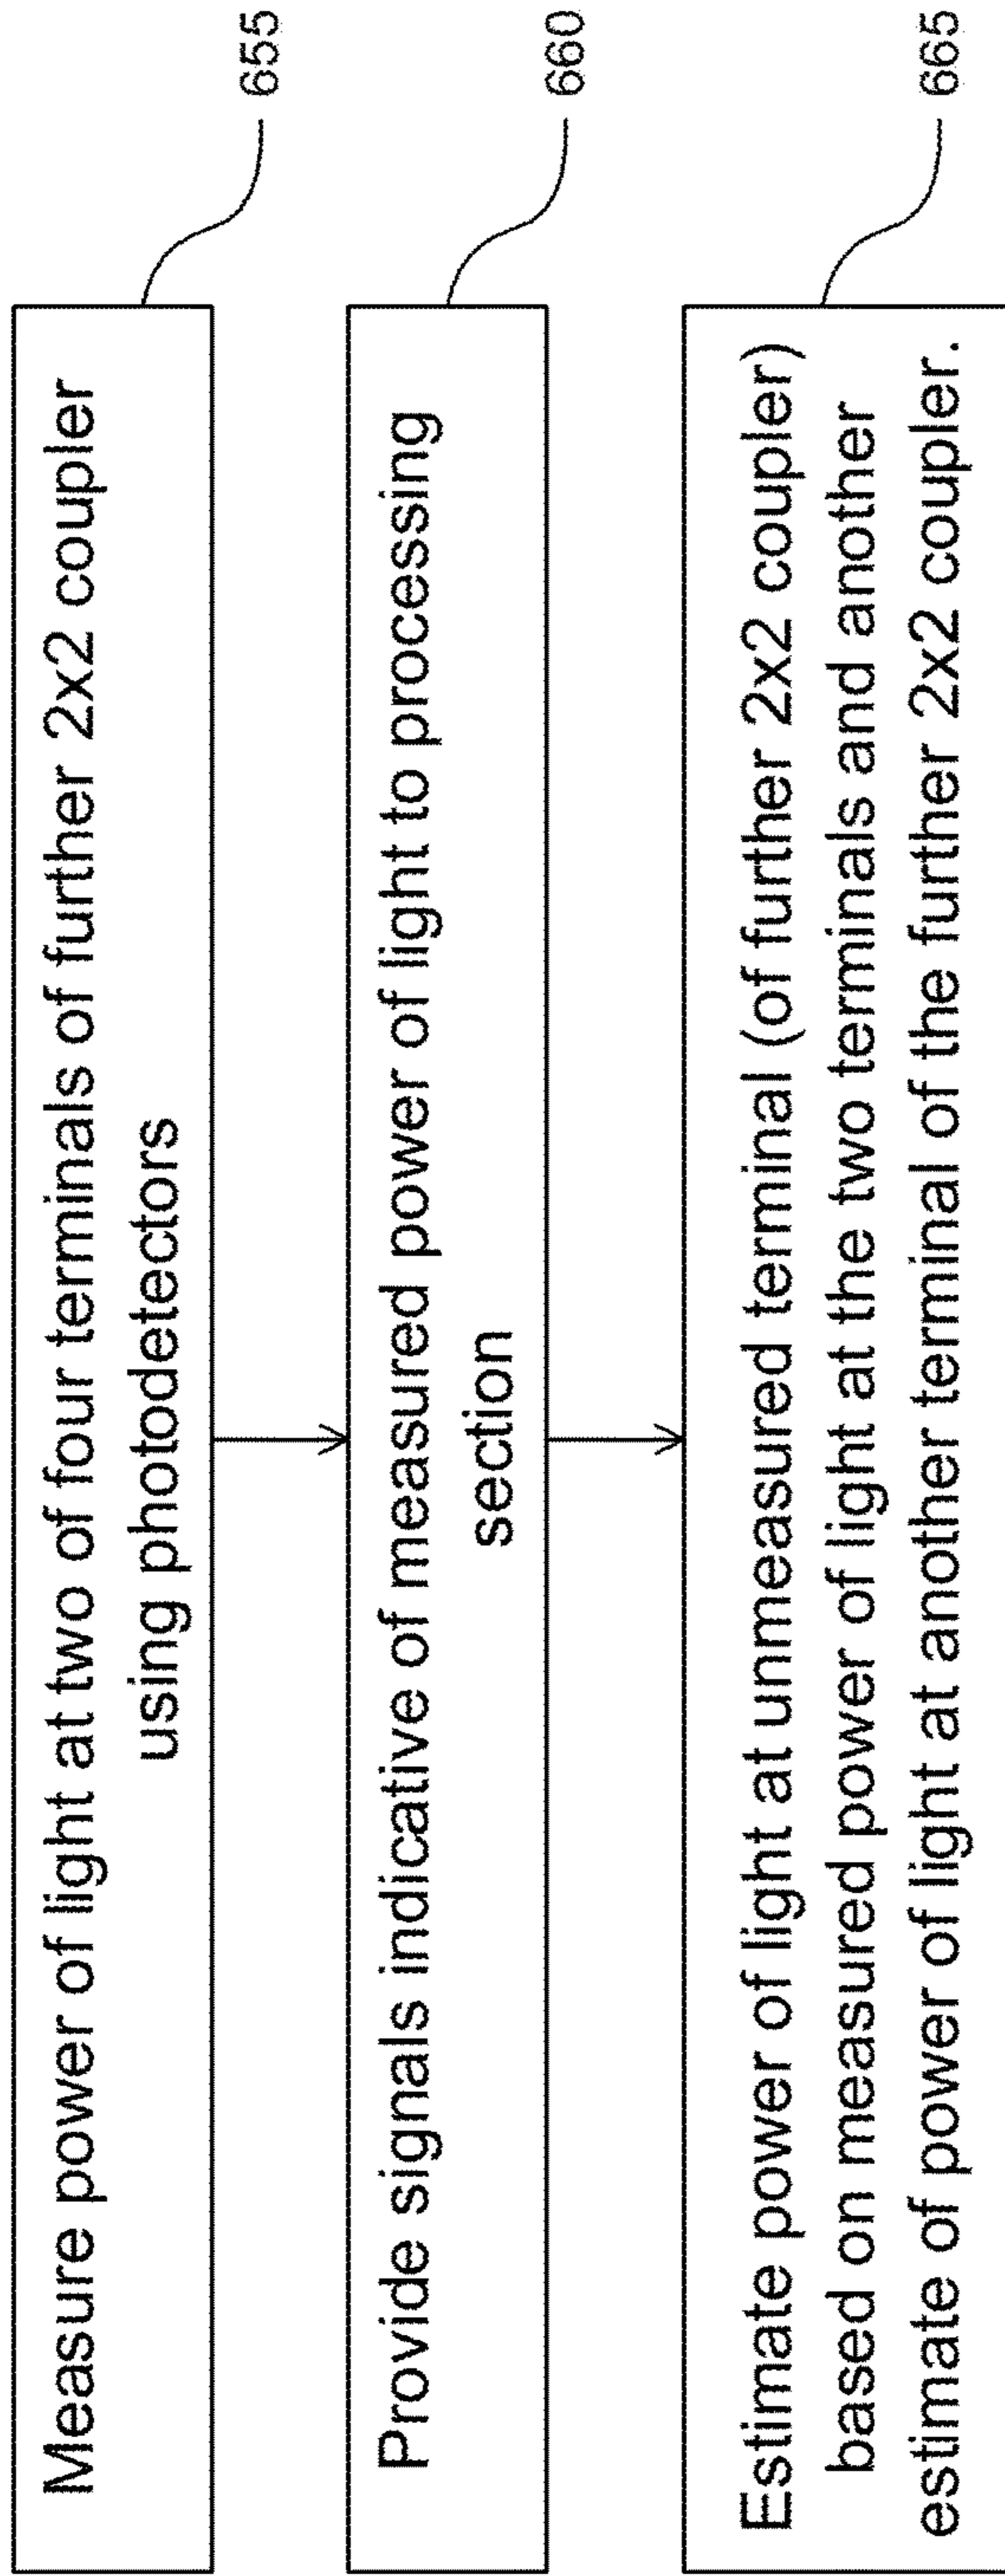 Measure power of light at two of four terminals of further 2x2 coupler
using photodetectors
655
Provide signals indicative of measured power of light to processing
section
660
Estimate power of light at unmeasured terminal (of further 2x2 coupler)
based on measured power of light at the two terminals and another
estimate of power of light at another terminal of the further 2x2 coupler.
665